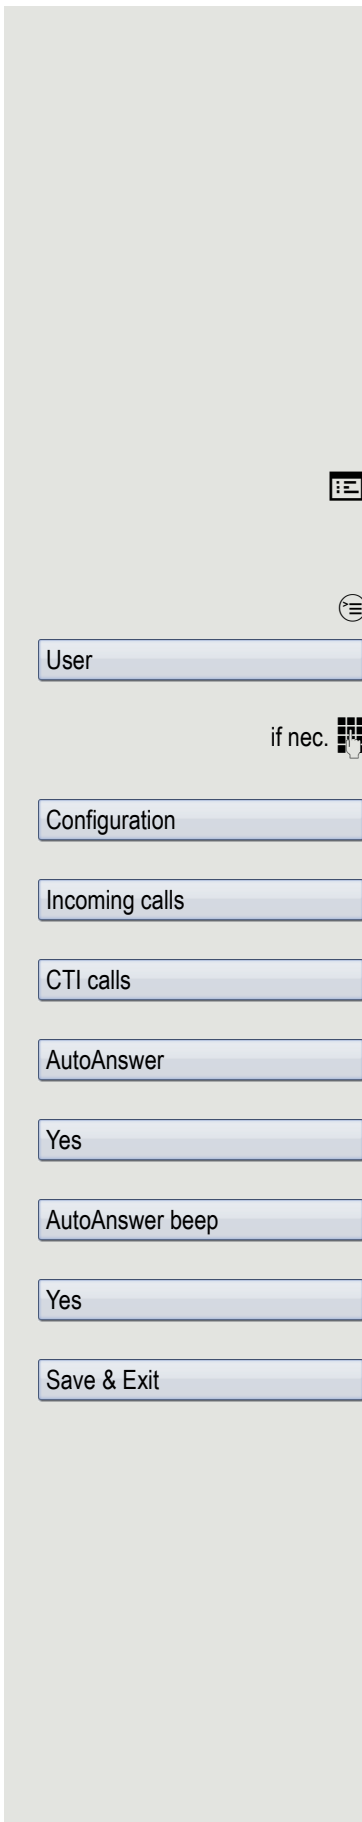 User
if nec.
Configuration
Incoming calls
CTI calls
AutoAnswer
Yes
AutoAnswer beep
Yes
Save & Exit